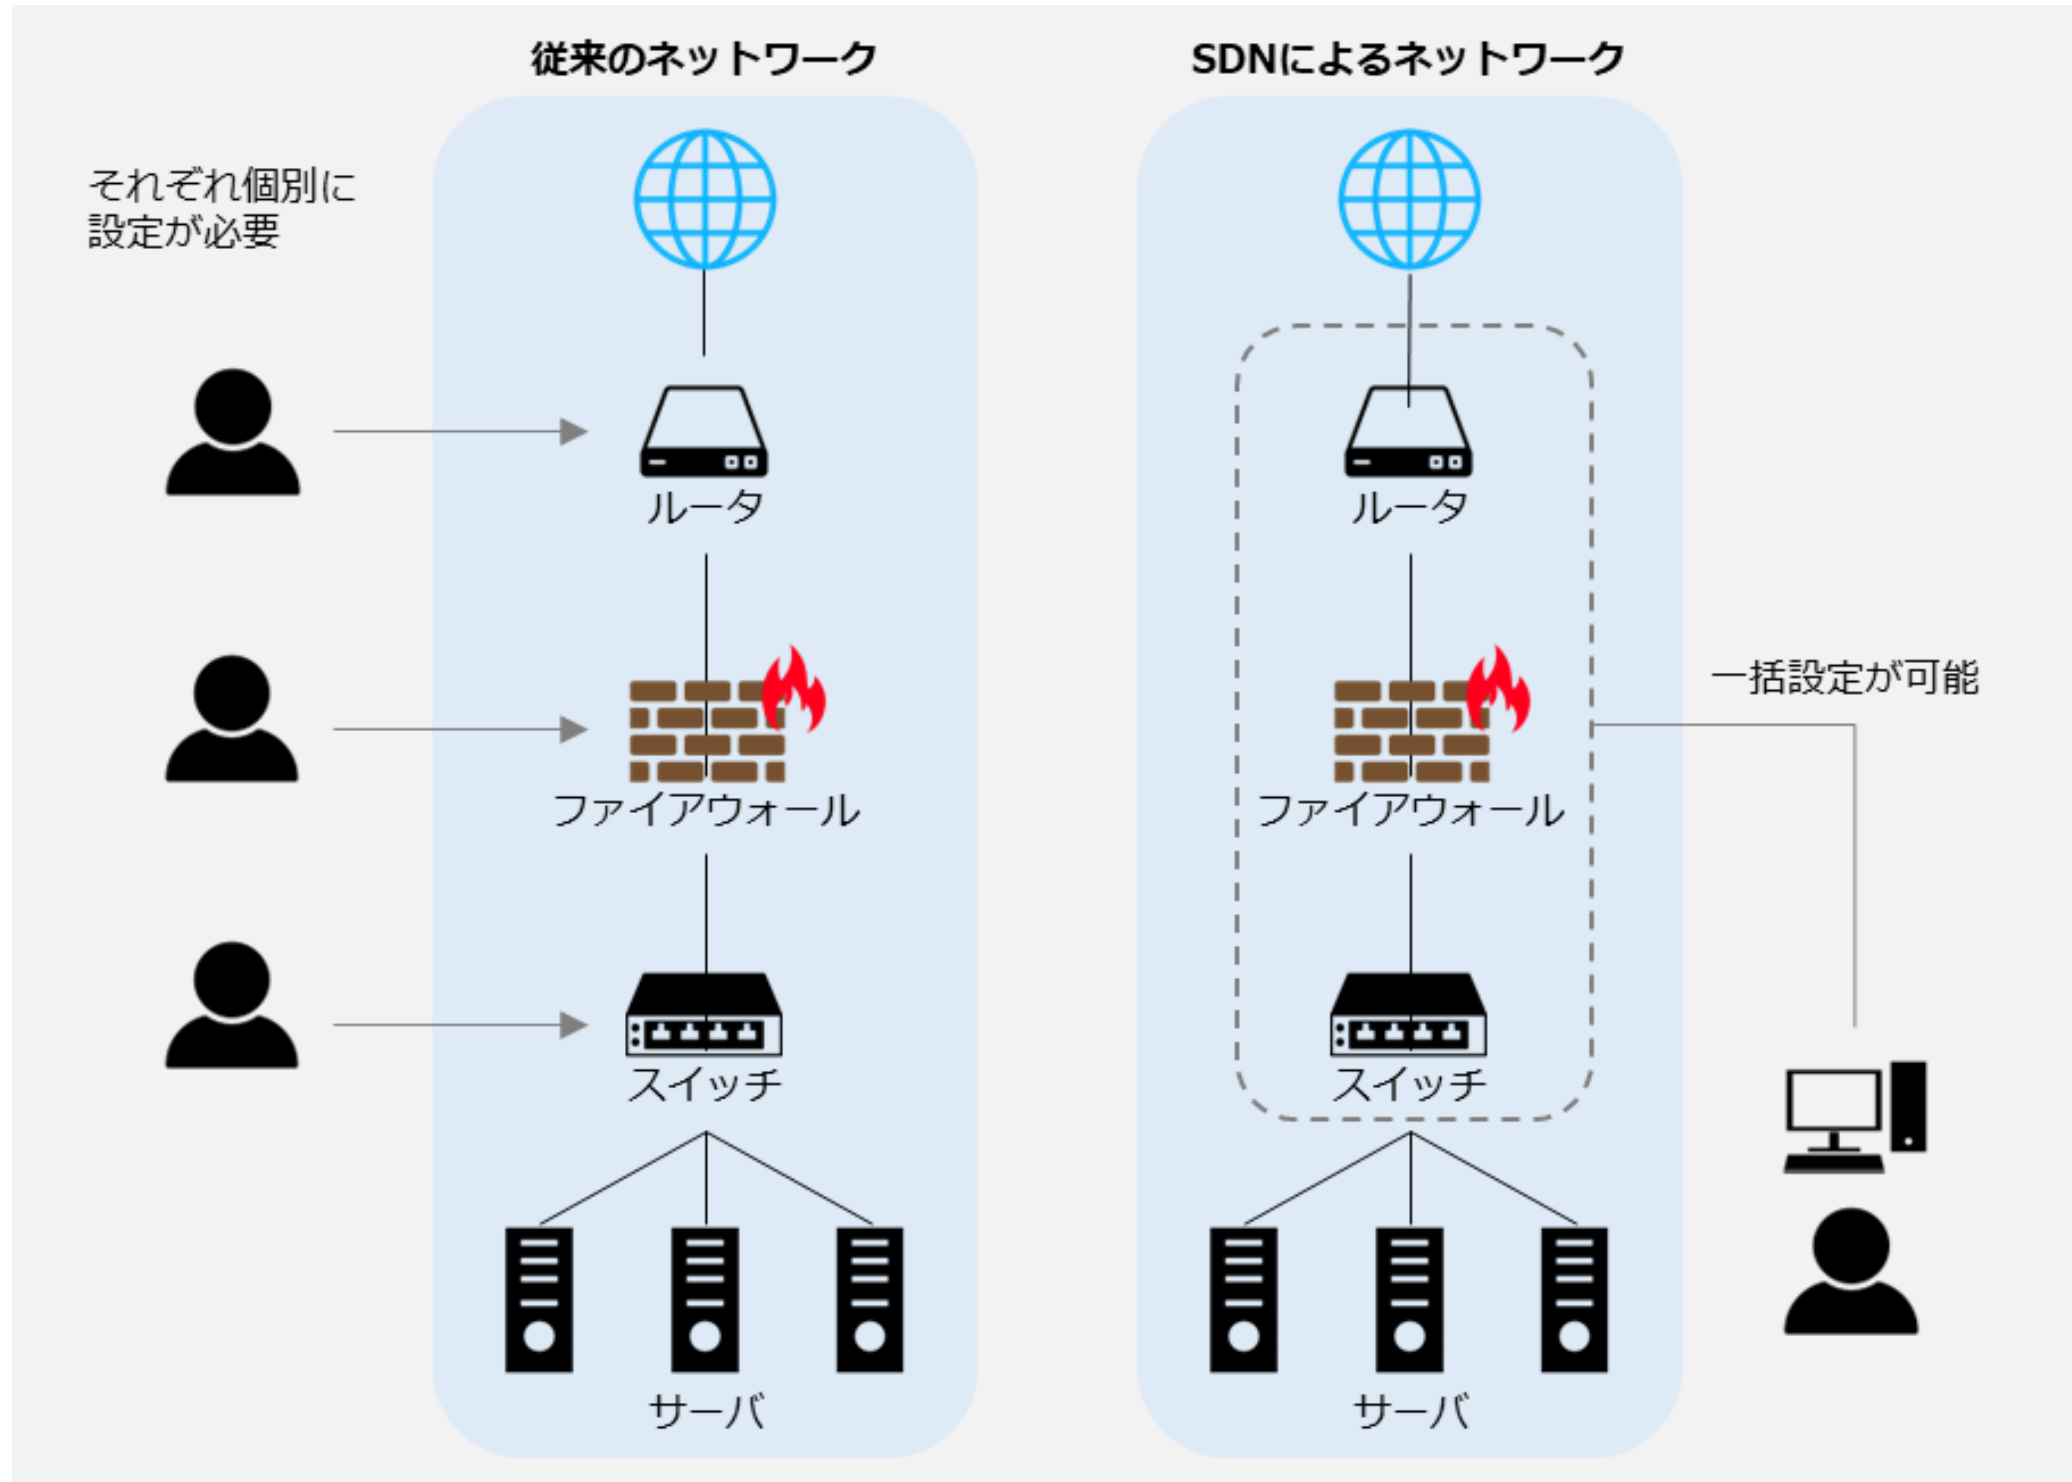 従来のネットワーク
それぞれ個別に
設定が必要
ルータ
ファイアウォール
スイッチ
サーバ
SDNによるネットワーク
ルータ
ファイアウォール
スイッチ
サーバ
一括設定が可能